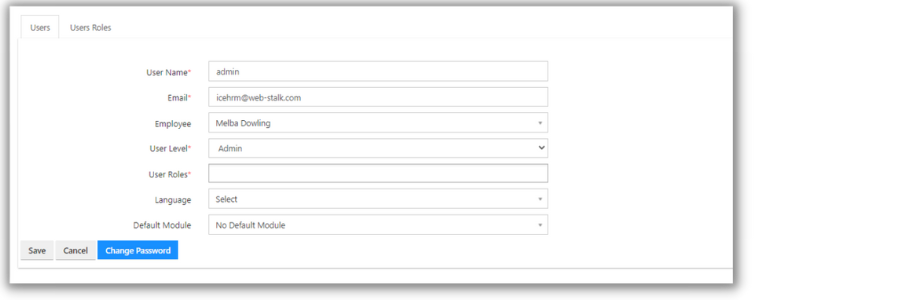 Users Users Roles
User Name* admin
Email* icehrm@web-stalk.com
Employee Melba Dowling
User Level* Admin
User Roles*
Language Select
Default Module No Default Module
Save Cancel Change Password